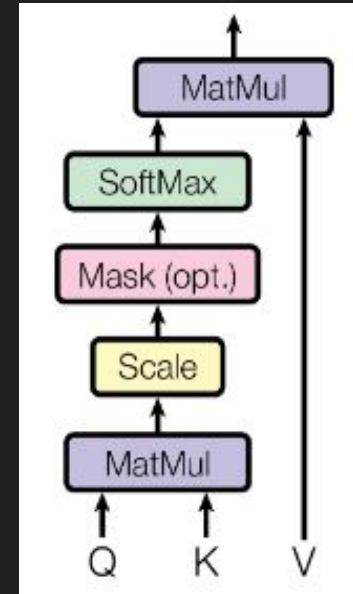 MatMul
SoftMax
Mask (opt.)
Scale
MatMul
Q K V